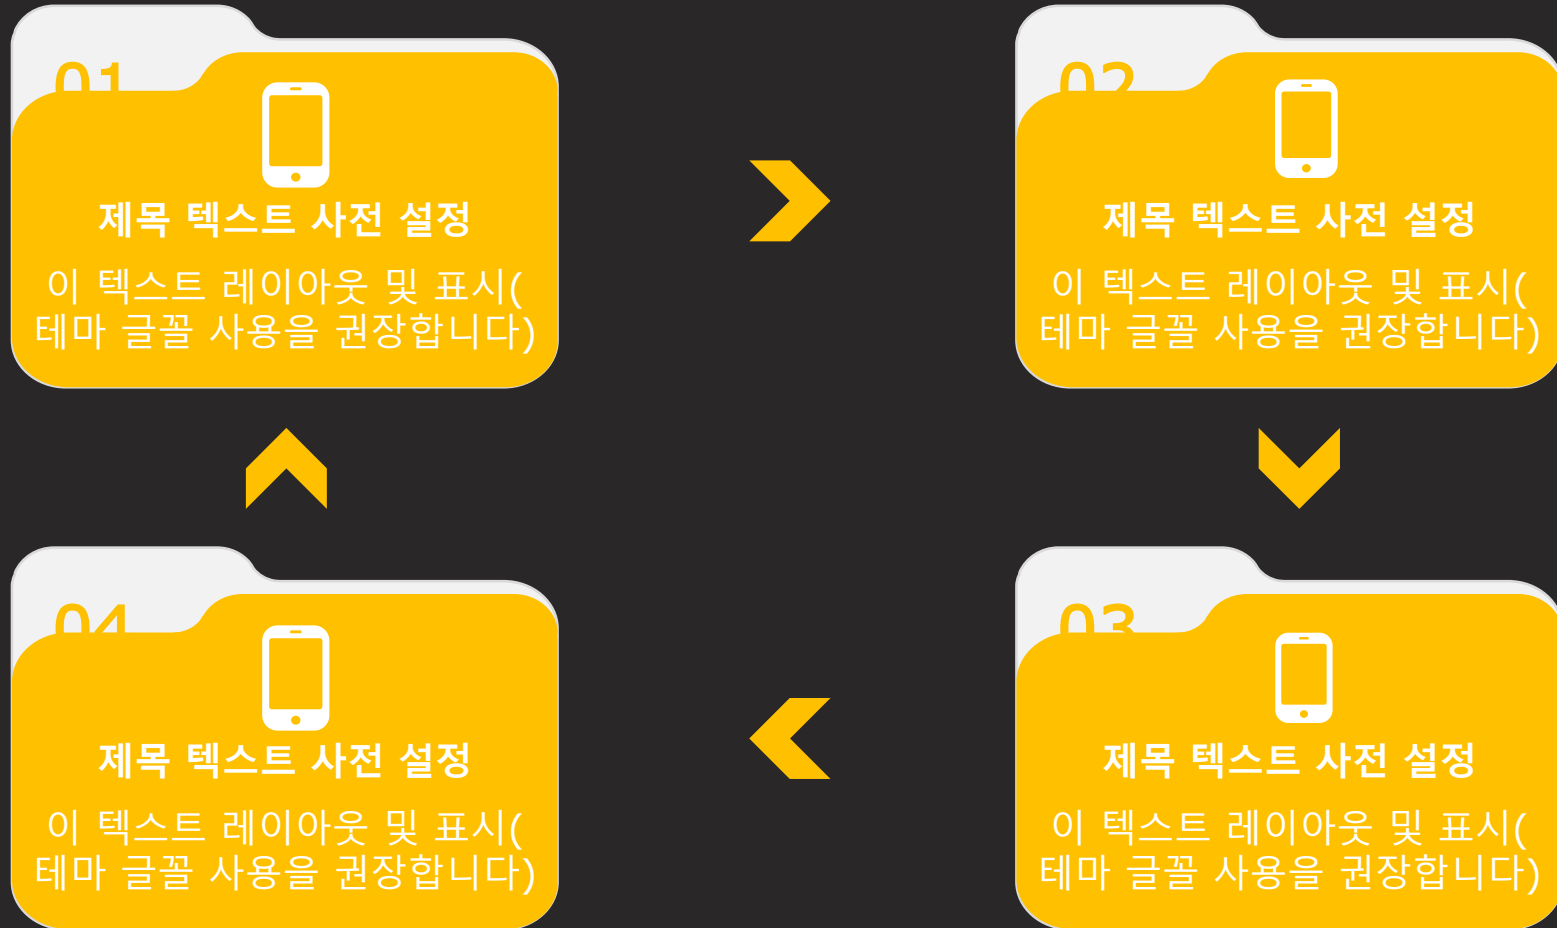 01
제목 텍스트 사전 설정
이 텍스트 레이아웃 및 표시(
테마 글꼴 사용을 권장합니다)
02
제목 텍스트 사전 설정
이 텍스트 레이아웃 및 표시(
테마 글꼴 사용을 권장합니다)
04
제목 텍스트 사전 설정
이 텍스트 레이아웃 및 표시(
테마 글꼴 사용을 권장합니다)
03
제목 텍스트 사전 설정
이 텍스트 레이아웃 및 표시(
테마 글꼴 사용을 권장합니다)